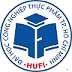 ĐẠI HỌC CÔNG NGHIỆP THỰC PHẨM TP. HỒ CHÍ MINH
HUFI